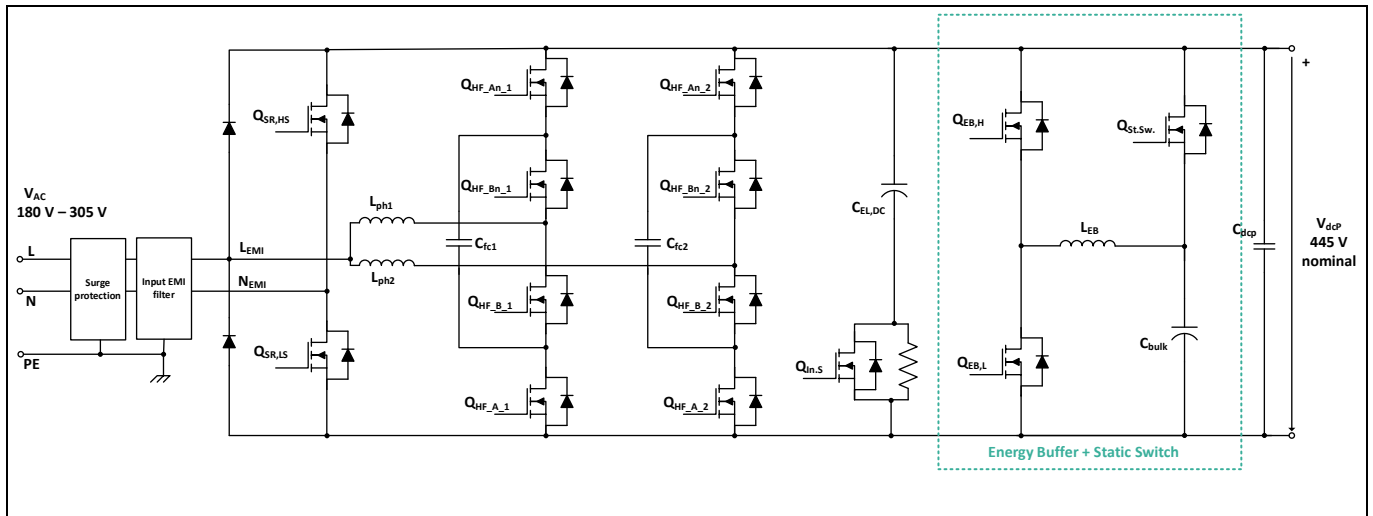 V_AC
180 V – 305 V
L
N
PE
Surge
protection
Input EMI
filter
L_EMI
N_EMI
Q_SR,HS
Q_SR,LS
L_ph1
L_ph2
Q_HF_An_1
Q_HF_Bn_1
C_fc1
Q_HF_B_1
Q_HF_A_1
Q_HF_An_2
Q_HF_Bn_2
C_fc2
Q_HF_B_2
Q_HF_A_2
C_EL,DC
Q_In.S
Q_EB,H
Q_St.Sw.
L_EB
Q_EB,L
C_bulk
Energy Buffer + Static Switch
C_dcp
+
V_dcP
445 V
nominal
-